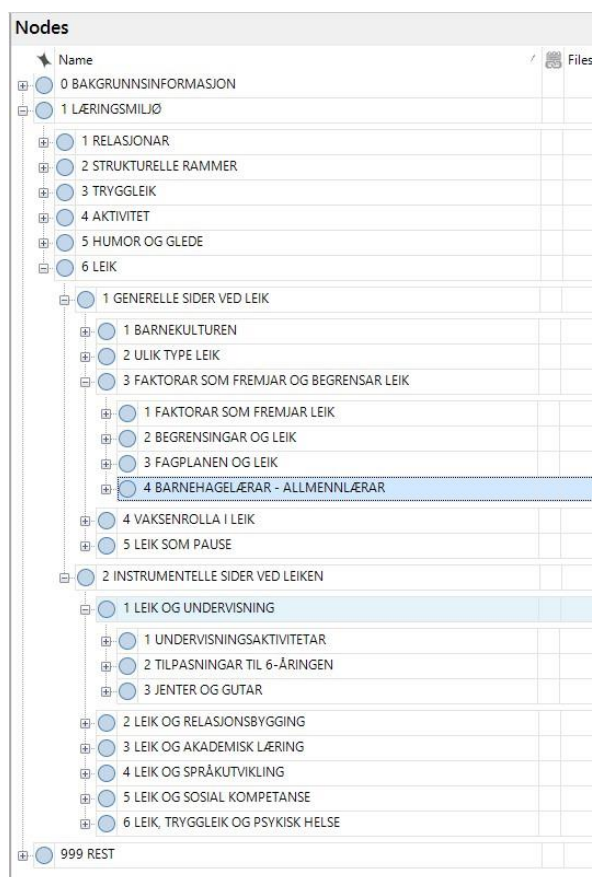 Nodes
Name Files
0 BAKGRUNNSINFORMASJON
1 LÆRINGSMILJØ
1 RELASJONAR
2 STRUKTURELLE RAMMER
3 TRYGGLEIK
4 AKTIVITET
5 HUMOR OG GLEDE
6 LEIK
1 GENERELLE SIDER VED LEIK
1 BARNEKULTUREN
2 ULIK TYPE LEIK
3 FAKTORAR SOM FREMJAR OG BEGRENSAR LEIK
1 FAKTORAR SOM FREMJAR LEIK
2 BEGRENSINGAR OG LEIK
3 FAGPLANEN OG LEIK
4 BARNEHAGELÆRAR - ALLMENNLÆRAR
4 VAKSENROLLA I LEIK
5 LEIK SOM PAUSE
2 INSTRUMENTELLE SIDER VED LEIKEN
1 LEIK OG UNDERVISNING
1 UNDERVISNINGSAKTIVITETAR
2 TILPASNINGAR TIL 6-ÅRINGEN
3 JENTER OG GUTAR
2 LEIK OG RELASJONSBYGGING
3 LEIK OG AKADEMISK LÆRING
4 LEIK OG SPRÅKUTVIKLING
5 LEIK OG SOSIAL KOMPETANSE
6 LEIK, TRYGGLEIK OG PSYKISK HELSE
999 REST